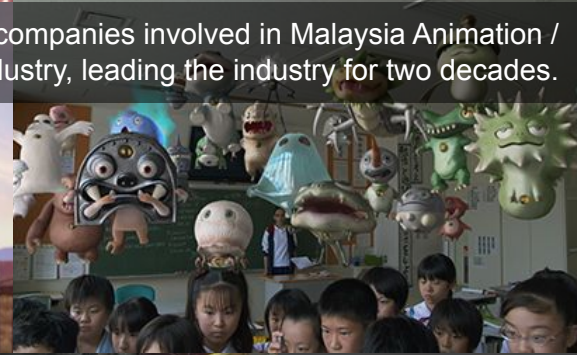 companies involved in Malaysia Animation /
dustry, leading the industry for two decades.